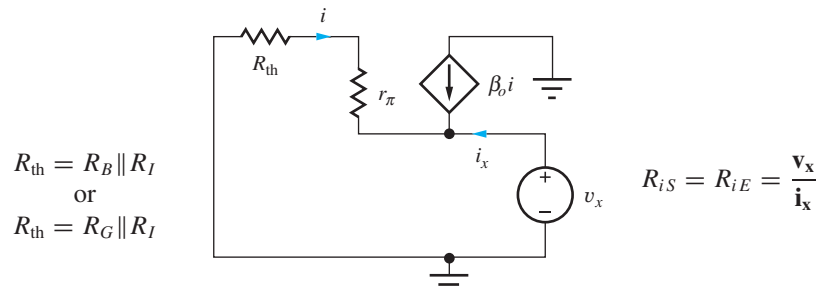 i
R_th
r_π
β_o i
i_x
+
−
v_x
R_th = R_B∥R_I
or
R_th = R_G∥R_I
R_iS = R_iE = v_x / i_x